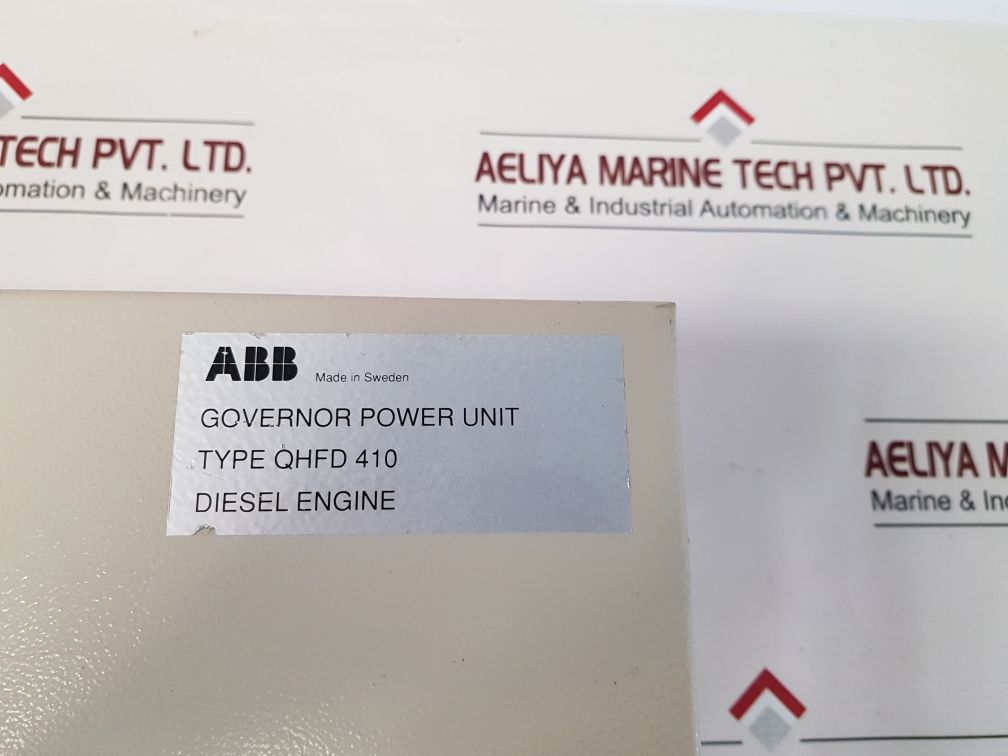 TECH PVT. LTD.
omation & Machinery
AELIYA MARINE TECH PVT. LTD.
Marine & Industrial Automation & Machinery
ABB Made in Sweden
GOVERNOR POWER UNIT
TYPE QHFD 410
DIESEL ENGINE
AELIYA M
Marine & Ind